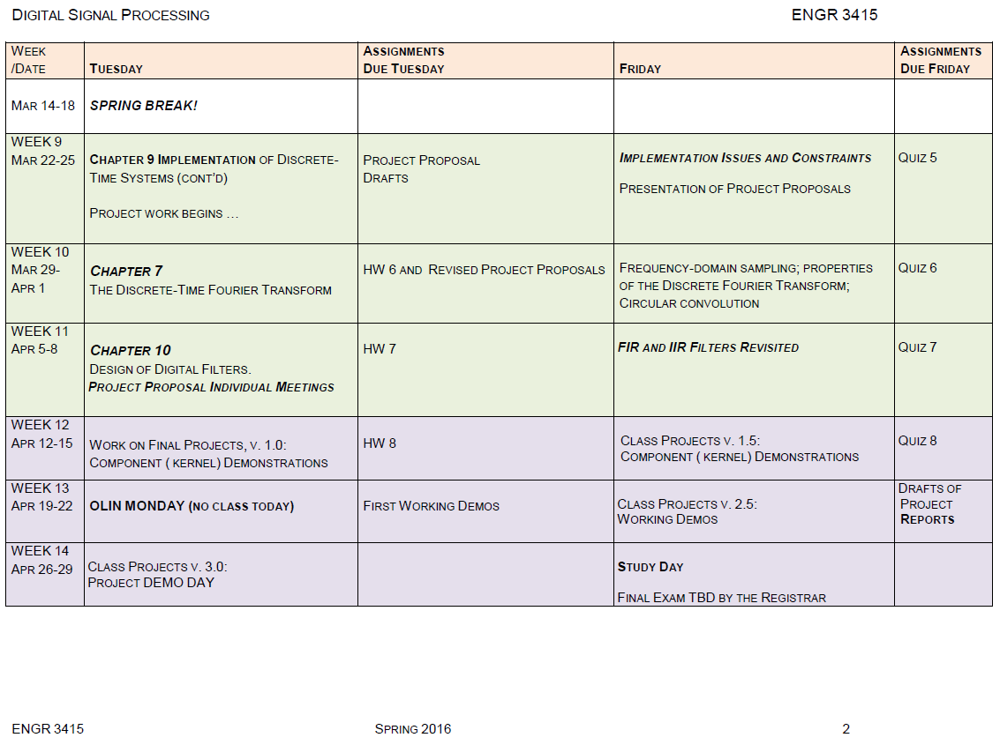 DIGITAL SIGNAL PROCESSING ENGR 3415
WEEK
/DATE
TUESDAY
ASSIGNMENTS
DUE TUESDAY
FRIDAY
ASSIGNMENTS
DUE FRIDAY
MAR 14-18
SPRING BREAK!
WEEK 9
MAR 22-25
CHAPTER 9 IMPLEMENTATION OF DISCRETE-
TIME SYSTEMS (CONT'D)
PROJECT WORK BEGINS …
PROJECT PROPOSAL
DRAFTS
IMPLEMENTATION ISSUES AND CONSTRAINTS
PRESENTATION OF PROJECT PROPOSALS
QUIZ 5
WEEK 10
MAR 29-
APR 1
CHAPTER 7
THE DISCRETE-TIME FOURIER TRANSFORM
HW 6 AND REVISED PROJECT PROPOSALS
FREQUENCY-DOMAIN SAMPLING; PROPERTIES
OF THE DISCRETE FOURIER TRANSFORM;
CIRCULAR CONVOLUTION
QUIZ 6
WEEK 11
APR 5-8
CHAPTER 10
DESIGN OF DIGITAL FILTERS.
PROJECT PROPOSAL INDIVIDUAL MEETINGS
HW 7
FIR AND IIR FILTERS REVISITED
QUIZ 7
WEEK 12
APR 12-15
WORK ON FINAL PROJECTS, V. 1.0:
COMPONENT ( KERNEL) DEMONSTRATIONS
HW 8
CLASS PROJECTS V. 1.5:
COMPONENT ( KERNEL) DEMONSTRATIONS
QUIZ 8
WEEK 13
APR 19-22
OLIN MONDAY (NO CLASS TODAY)
FIRST WORKING DEMOS
CLASS PROJECTS V. 2.5:
WORKING DEMOS
DRAFTS OF
PROJECT
REPORTS
WEEK 14
APR 26-29
CLASS PROJECTS V. 3.0:
PROJECT DEMO DAY
STUDY DAY
FINAL EXAM TBD BY THE REGISTRAR
ENGR 3415 SPRING 2016 2